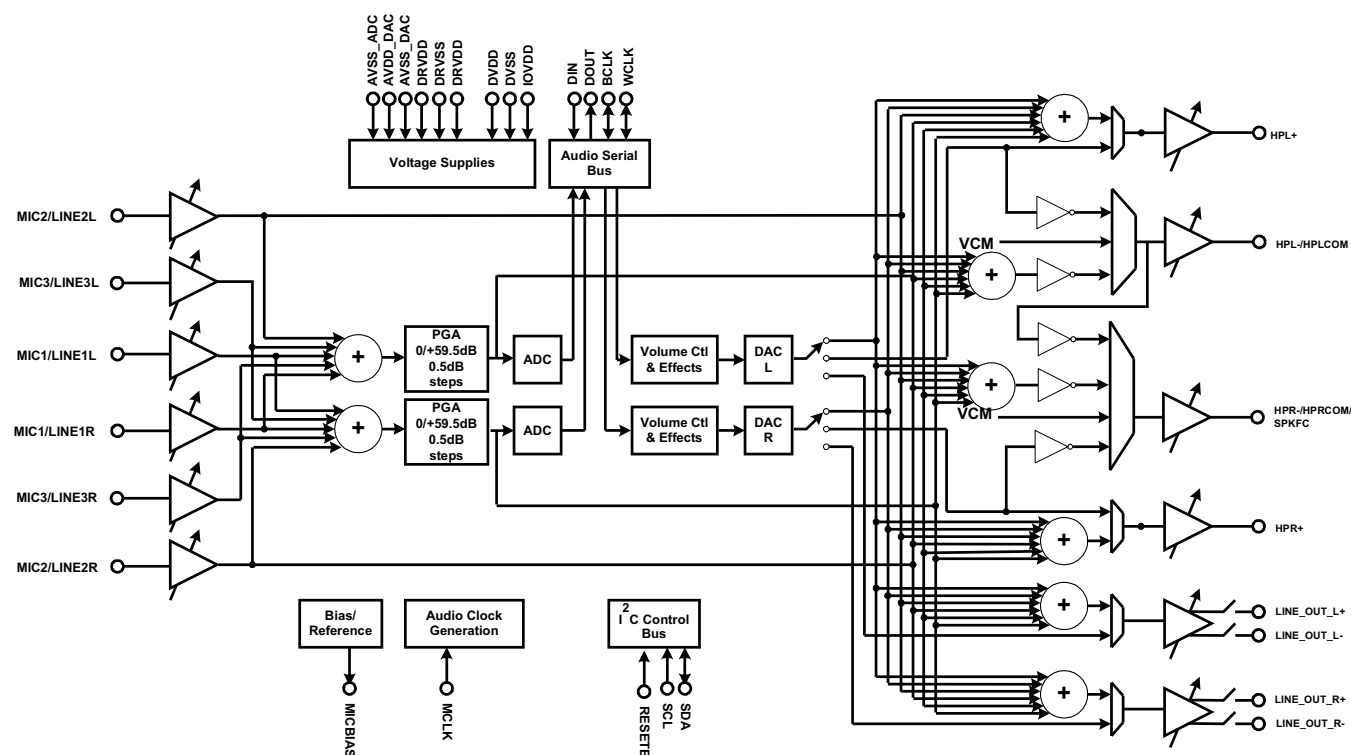 AVSS_ADC
AVDD_DAC
AVSS_DAC
DRVDD
DRVSS
DRVDD
DVDD
DVSS
IOVDD
DIN
DOUT
BCLK
WCLK
Voltage Supplies
Audio Serial
Bus
MIC2/LINE2L
MIC3/LINE3L
MIC1/LINE1L
MIC1/LINE1R
MIC3/LINE3R
MIC2/LINE2R
+
+
PGA
0/+59.5dB
0.5dB
steps
PGA
0/+59.5dB
0.5dB
steps
ADC
ADC
Volume Ctl
& Effects
Volume Ctl
& Effects
DAC
L
DAC
R
+
HPL+
VCM
+
HPL-/HPLCOM
+
VCM
HPR-/HPRCOM/
SPKFC
+
HPR+
+
LINE_OUT_L+
LINE_OUT_L-
+
LINE_OUT_R+
LINE_OUT_R-
Bias/
Reference
Audio Clock
Generation
I2C Control
Bus
MICBIAS
MCLK
RESETB
SCL
SDA